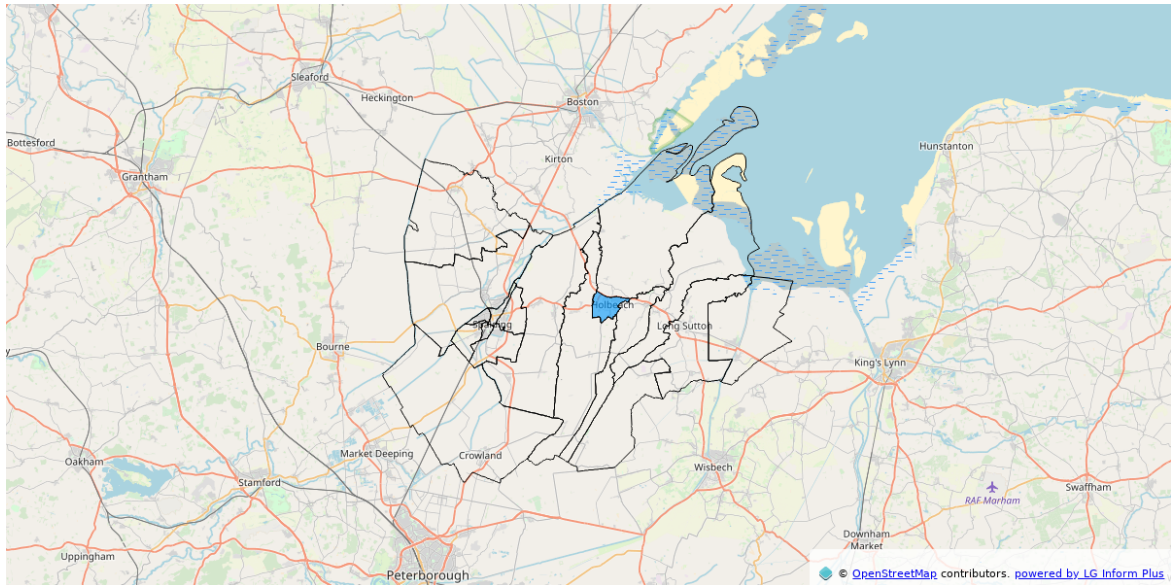 Sleaford
Heckington
Boston
Bottesford
Kirton
Hunstanton
Grantham
Holbeach
Spalding
Long Sutton
Bourne
King's Lynn
y
Oakham
Market Deeping
Crowland
Wisbech
Stamford
Swaffham
RAF Marham
Downham
Market
Uppingham
Peterborough
© OpenStreetMap contributors. powered by LG Inform Plus